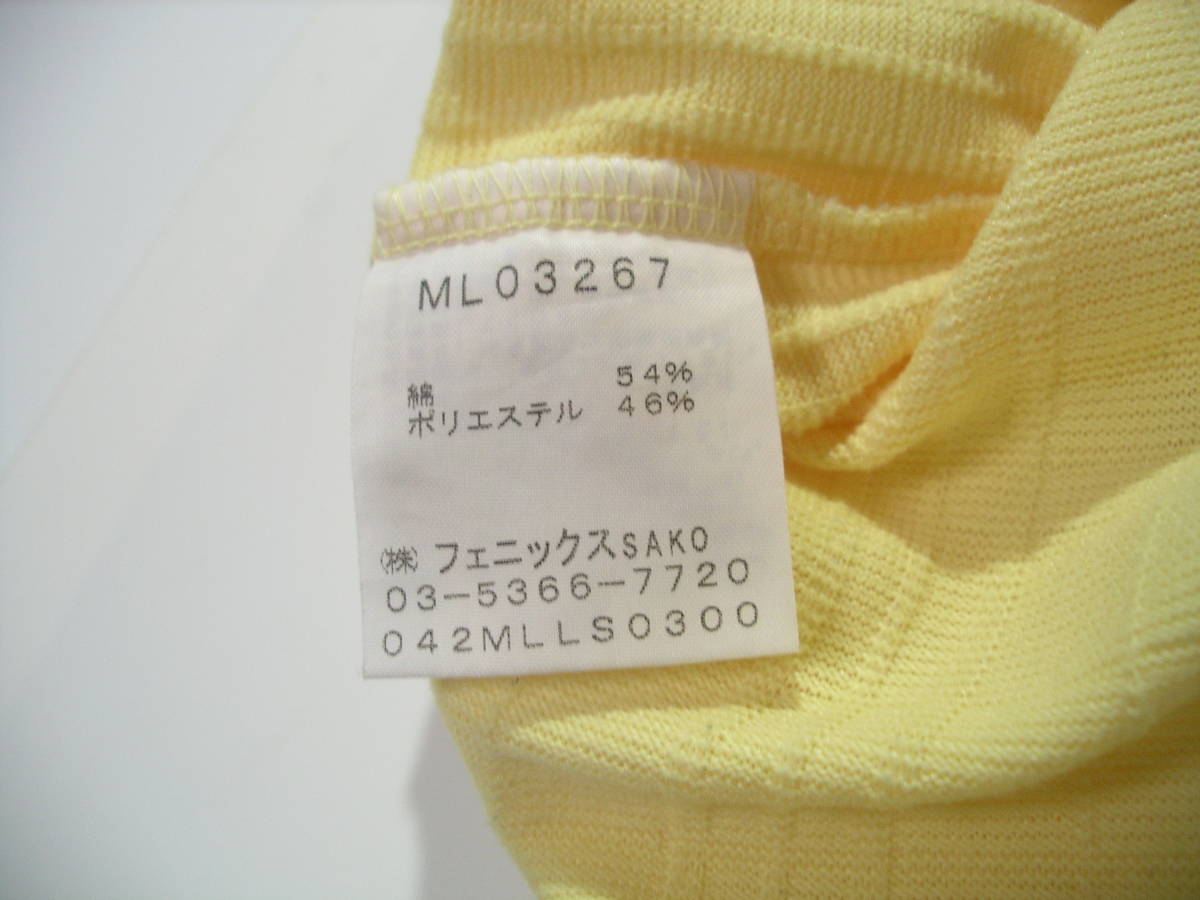 ML03267
綿 54%
ポリエステル 46%
(株)フェニックスSAKO
03-5366-7720
042MLLS0300